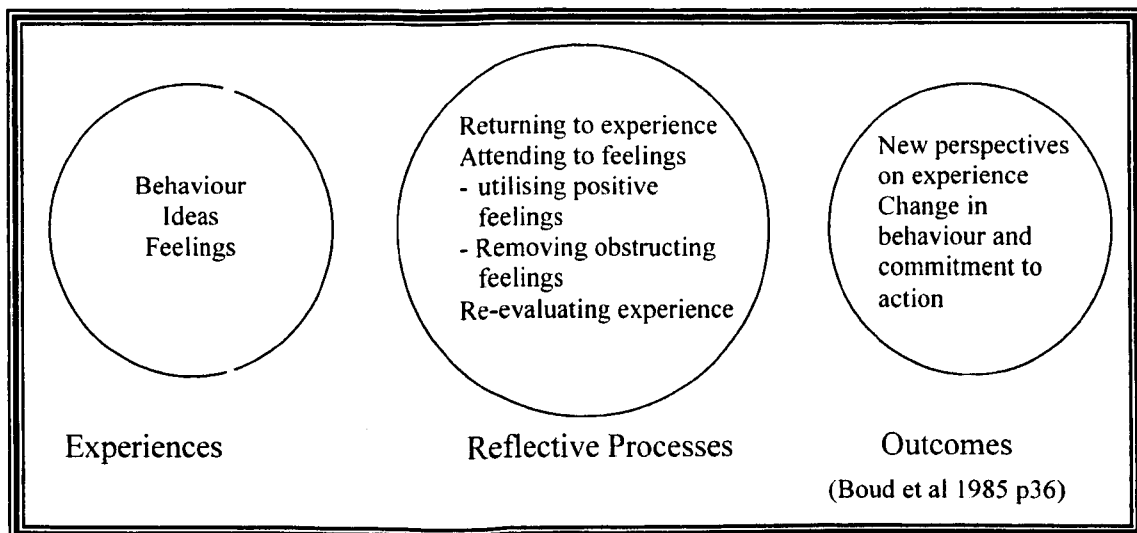 Behaviour
Ideas
Feelings
Experiences
Returning to experience
Attending to feelings
- utilising positive
feelings
- Removing obstructing
feelings
Re-evaluating experience
Reflective Processes
New perspectives
on experience
Change in
behaviour and
commitment to
action
Outcomes
(Boud et al 1985 p36)